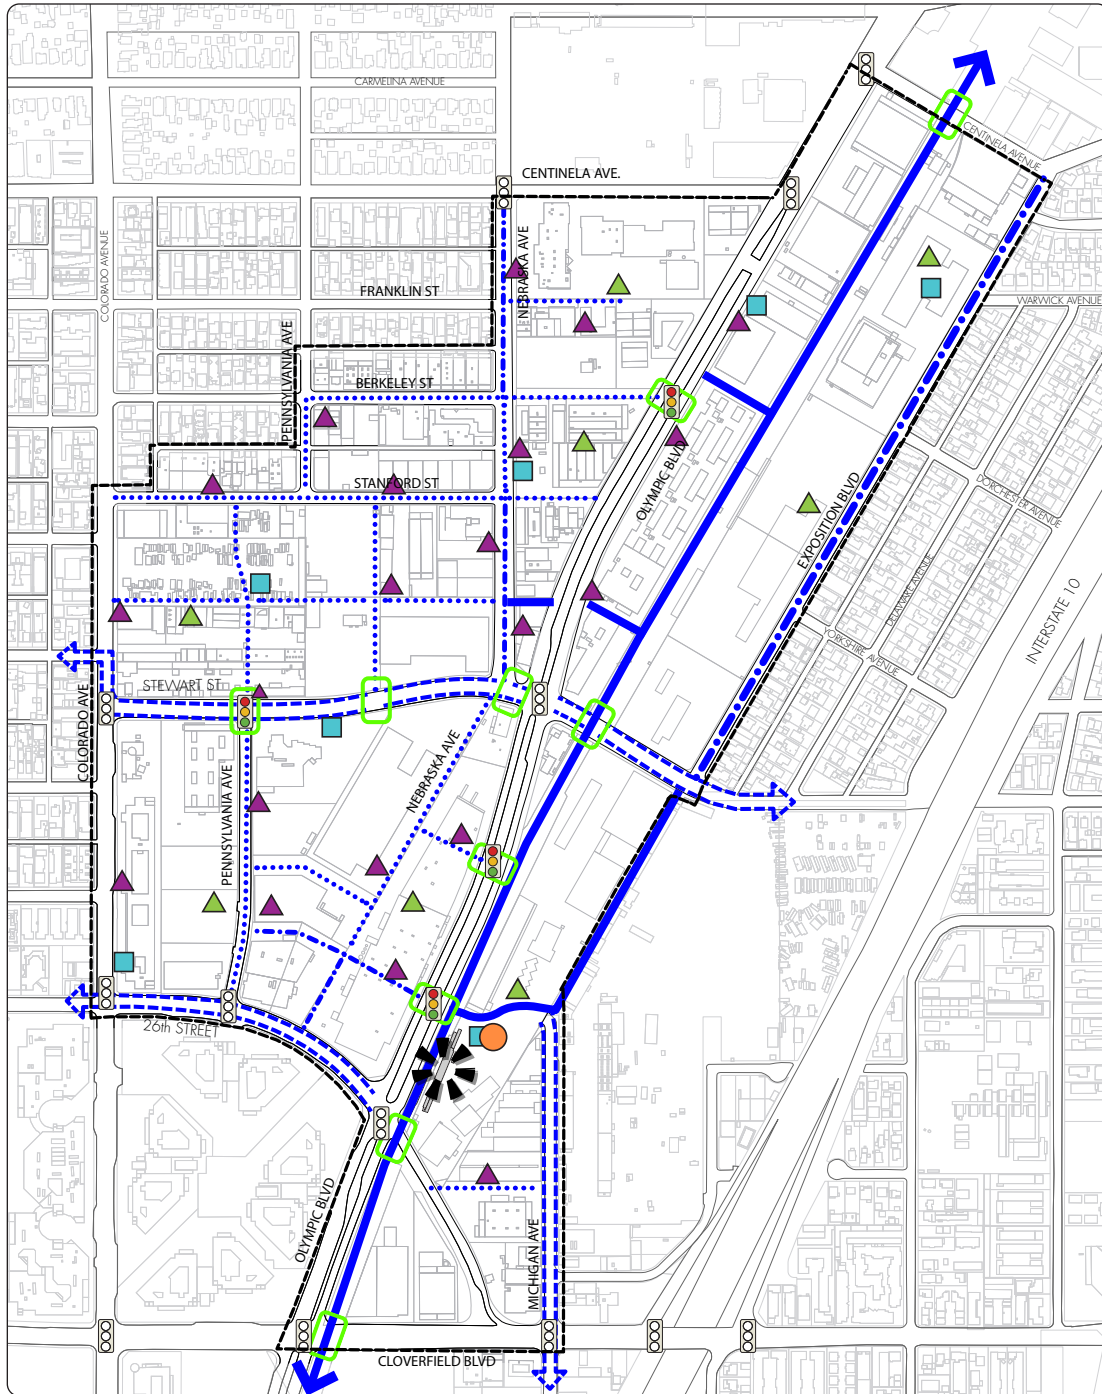 CARMELINA AVENUE
CENTINELA AVENUE
CENTINELA AVE.
COLORADO AVENUE
NEBRASKA AVE
FRANKLIN ST
WARWICK AVENUE
PENNSYLVANIA AVE
BERKELEY ST
OLYMPIC BLVD
STANFORD ST
DORCHESTER AVENUE
EXPOSITION BLVD
DELAWARE AVENUE
INTERSTATE 10
YORKSHIRE AVENUE
STEWART ST
COLORADO AVE
NEBRASKA AVE
PENNSYLVANIA AVE
26th STREET
OLYMPIC BLVD
MICHIGAN AVE
CLOVERFIELD BLVD